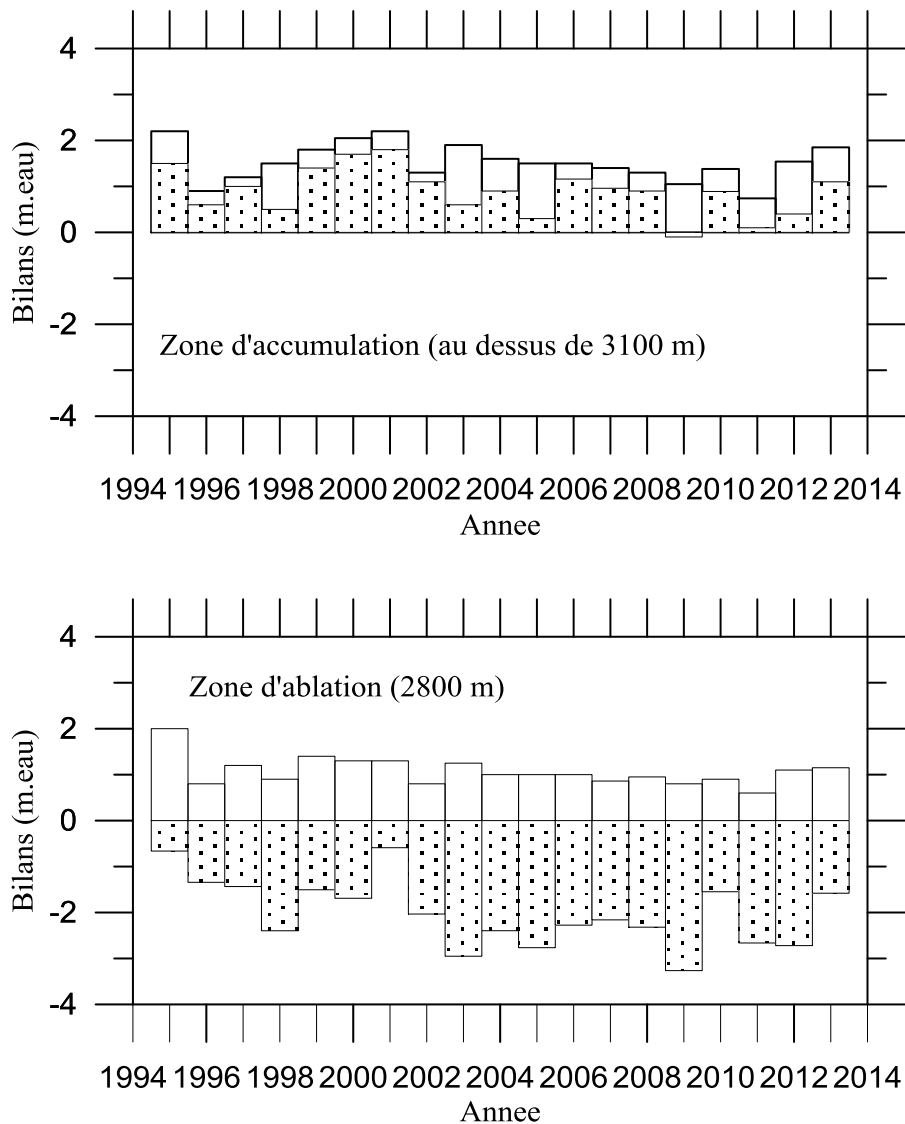 4
2
0
-2
-4
Bilans (m.eau)
Zone d'accumulation (au dessus de 3100 m)
1994 1996 1998 2000 2002 2004 2006 2008 2010 2012 2014
Annee
4
2
0
-2
-4
Bilans (m.eau)
Zone d'ablation (2800 m)
1994 1996 1998 2000 2002 2004 2006 2008 2010 2012 2014
Annee